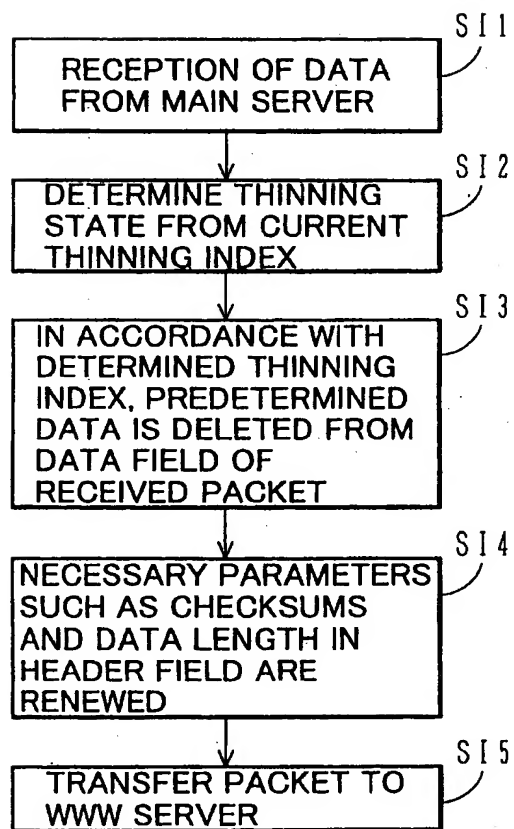 SI1
RECEPTION OF DATA
FROM MAIN SERVER
SI2
DETERMINE THINNING
STATE FROM CURRENT
THINNING INDEX
SI3
IN ACCORDANCE WITH
DETERMINED THINNING
INDEX, PREDETERMINED
DATA IS DELETED FROM
DATA FIELD OF
RECEIVED PACKET
SI4
NECESSARY PARAMETERS
SUCH AS CHECKSUMS
AND DATA LENGTH IN
HEADER FIELD ARE
RENEWED
SI5
TRANSFER PACKET TO
WWW SERVER